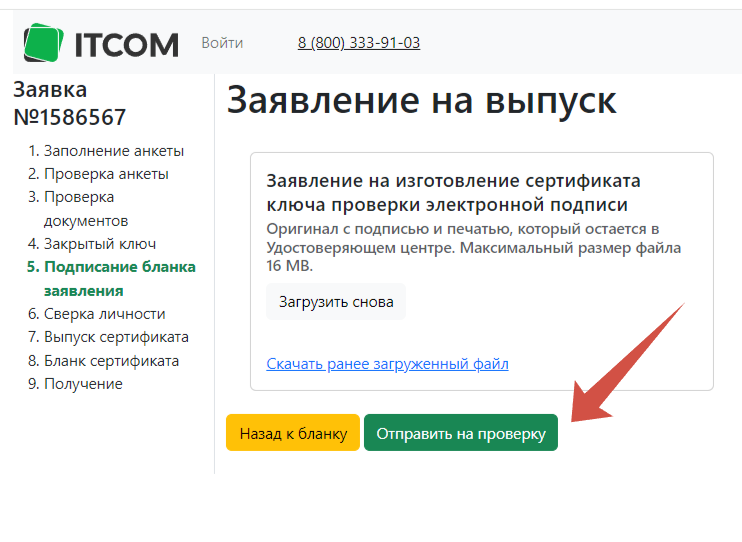 ITCOM Войти 8 (800) 333-91-03
Заявка
№1586567
1. Заполнение анкеты
2. Проверка анкеты
3. Проверка
документов
4. Закрытый ключ
5. Подписание бланка
заявления
6. Сверка личности
7. Выпуск сертификата
8. Бланк сертификата
9. Получение
Заявление на выпуск
Заявление на изготовление сертификата
ключа проверки электронной подписи
Оригинал с подписью и печатью, который остается в
Удостоверяющем центре. Максимальный размер файла
16 MB.
Загрузить снова
Скачать ранее загруженный файл
Назад к бланку Отправить на проверку